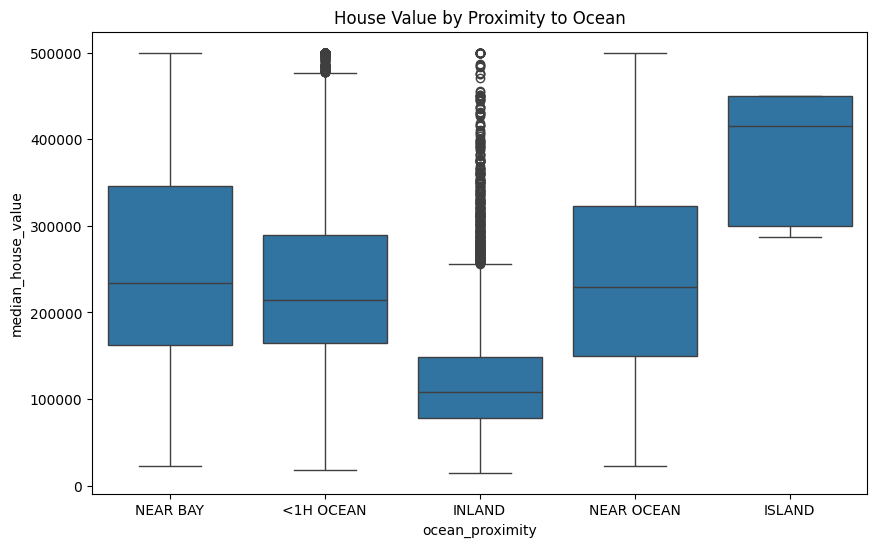 House Value by Proximity to Ocean
median_house_value
500000
400000
300000
200000
100000
0
NEAR BAY <1H OCEAN INLAND NEAR OCEAN ISLAND
ocean_proximity